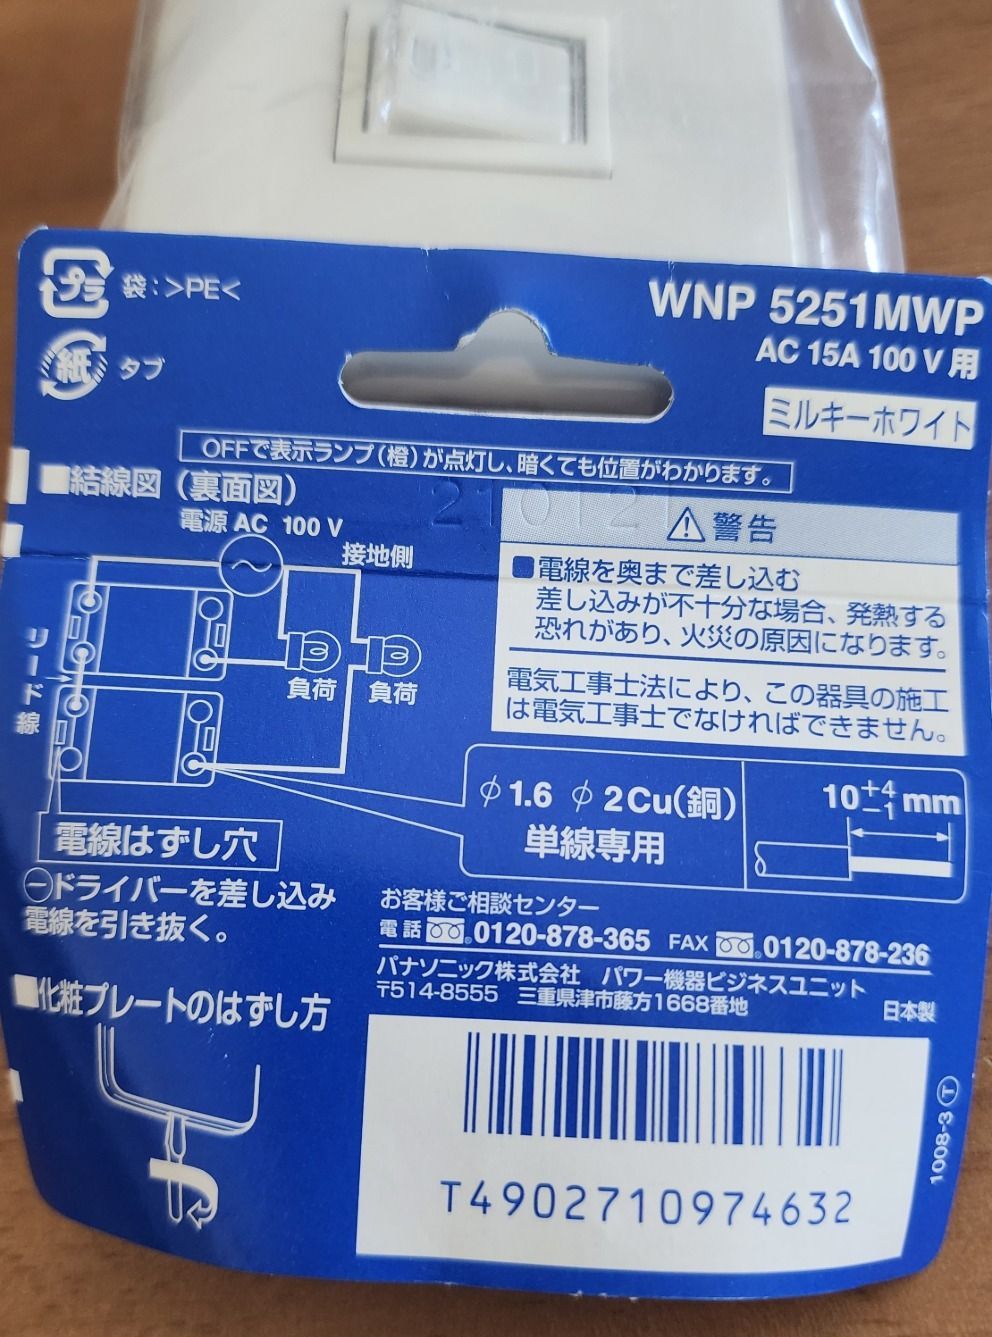 プラ
袋:>PE<
紙
タブ
WNP 5251MWP
AC 15A 100 V用
ミルキーホワイト
OFFで表示ランプ(橙)が点灯し、暗くても位置がわかります。
■結線図(裏面図)
電源 AC 100 V
接地側
リード線
負荷
負荷
210121
⚠警告
■電線を奥まで差し込む
差し込みが不十分な場合、発熱する
恐れがあり、火災の原因になります。
電気工事士法により、この器具の施工
は電気工事士でなければできません。
φ1.6 φ2Cu(銅)
単線専用
10+4−1mm
電線はずし穴
⊖ドライバーを差し込み
電線を引き抜く。
お客様ご相談センター
電話 0120-878-365 FAX 0120-878-236
パナソニック株式会社 パワー機器ビジネスユニット
〒514-8555 三重県津市藤方1668番地
日本製
■化粧プレートのはずし方
T4902710974632
1008-3Ⓣ